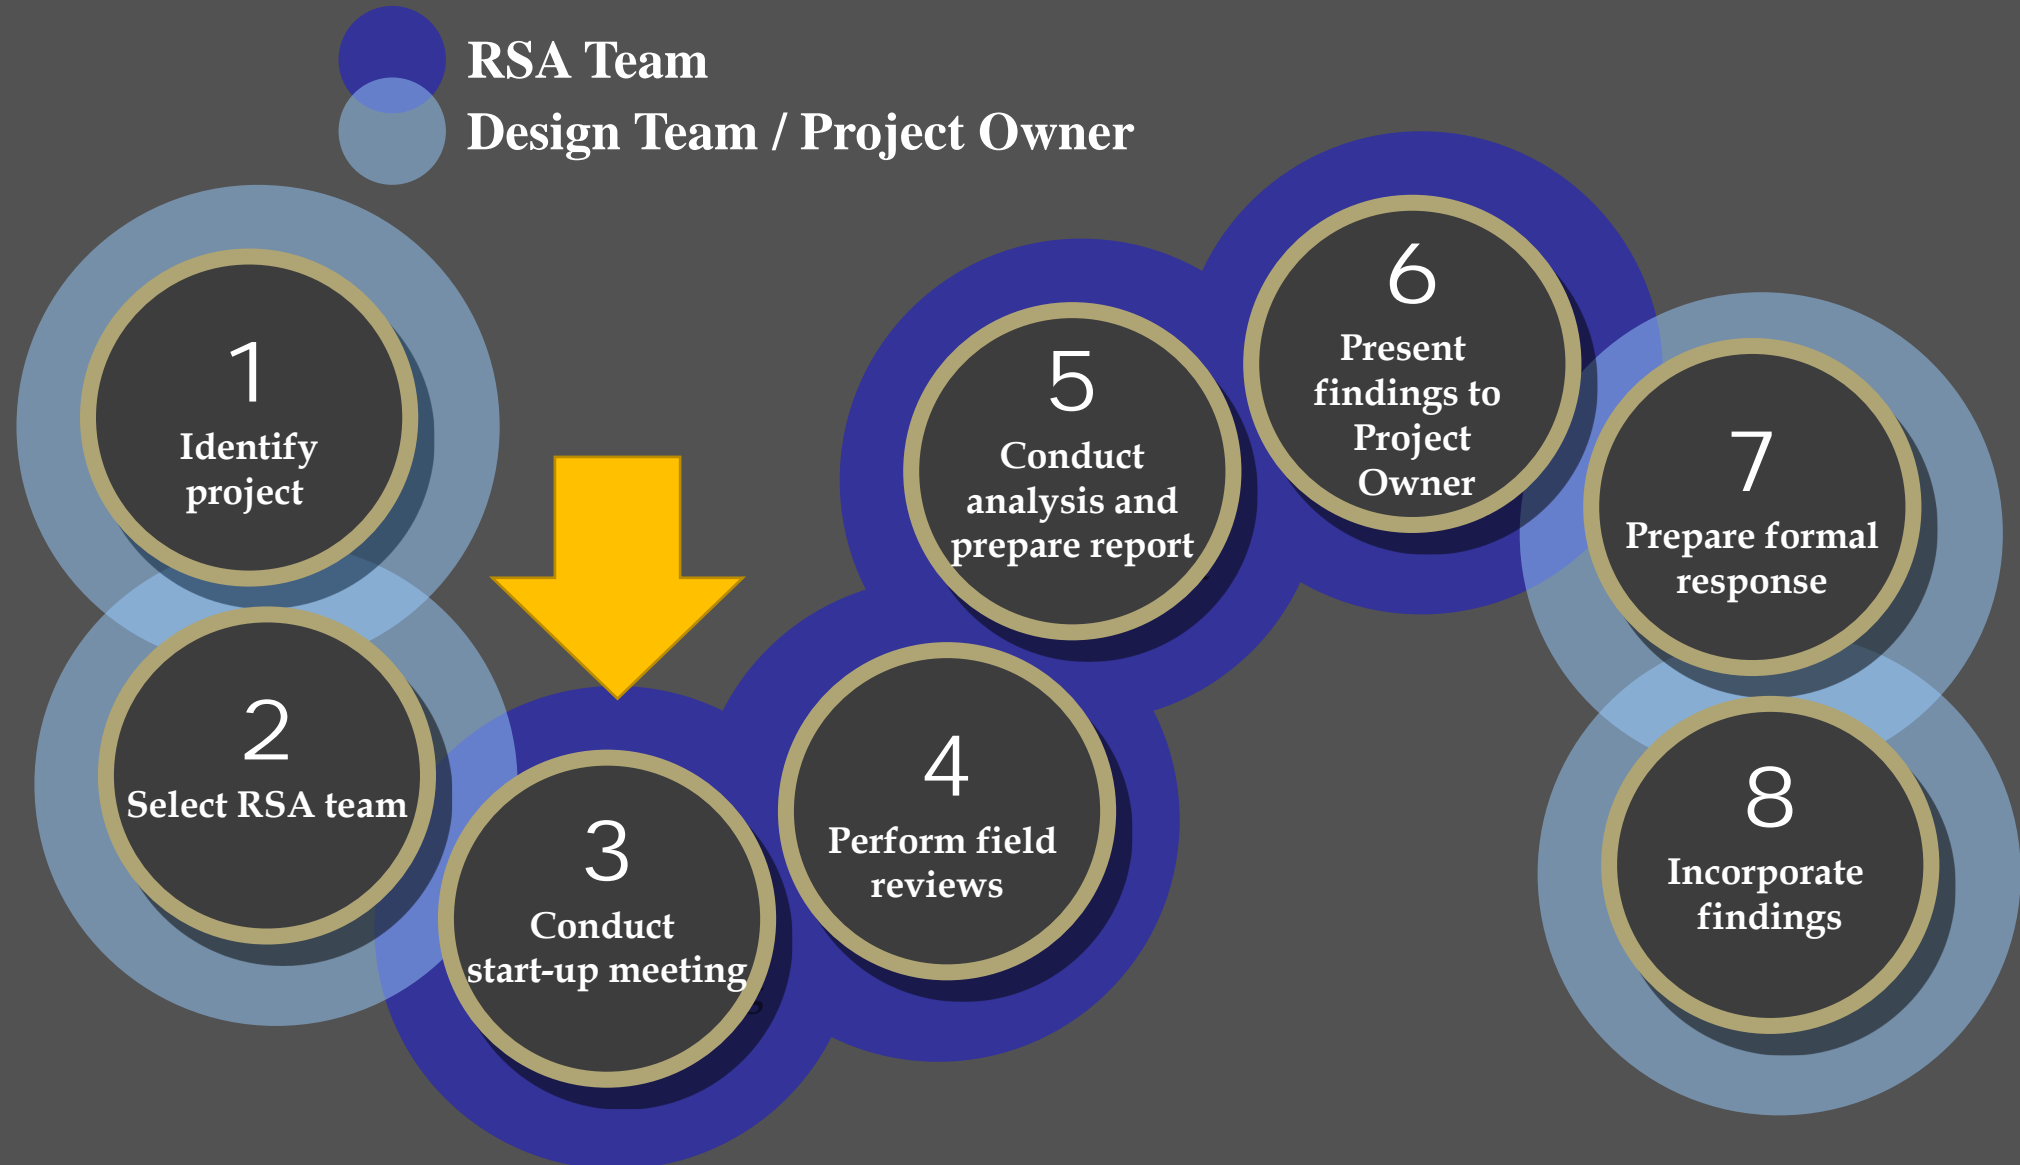 RSA Team
Design Team / Project Owner
1
Identify
project
2
Select RSA team
3
Conduct
start-up meeting
4
Perform field
reviews
5
Conduct
analysis and
prepare report
6
Present
findings to
Project
Owner
7
Prepare formal
response
8
Incorporate
findings